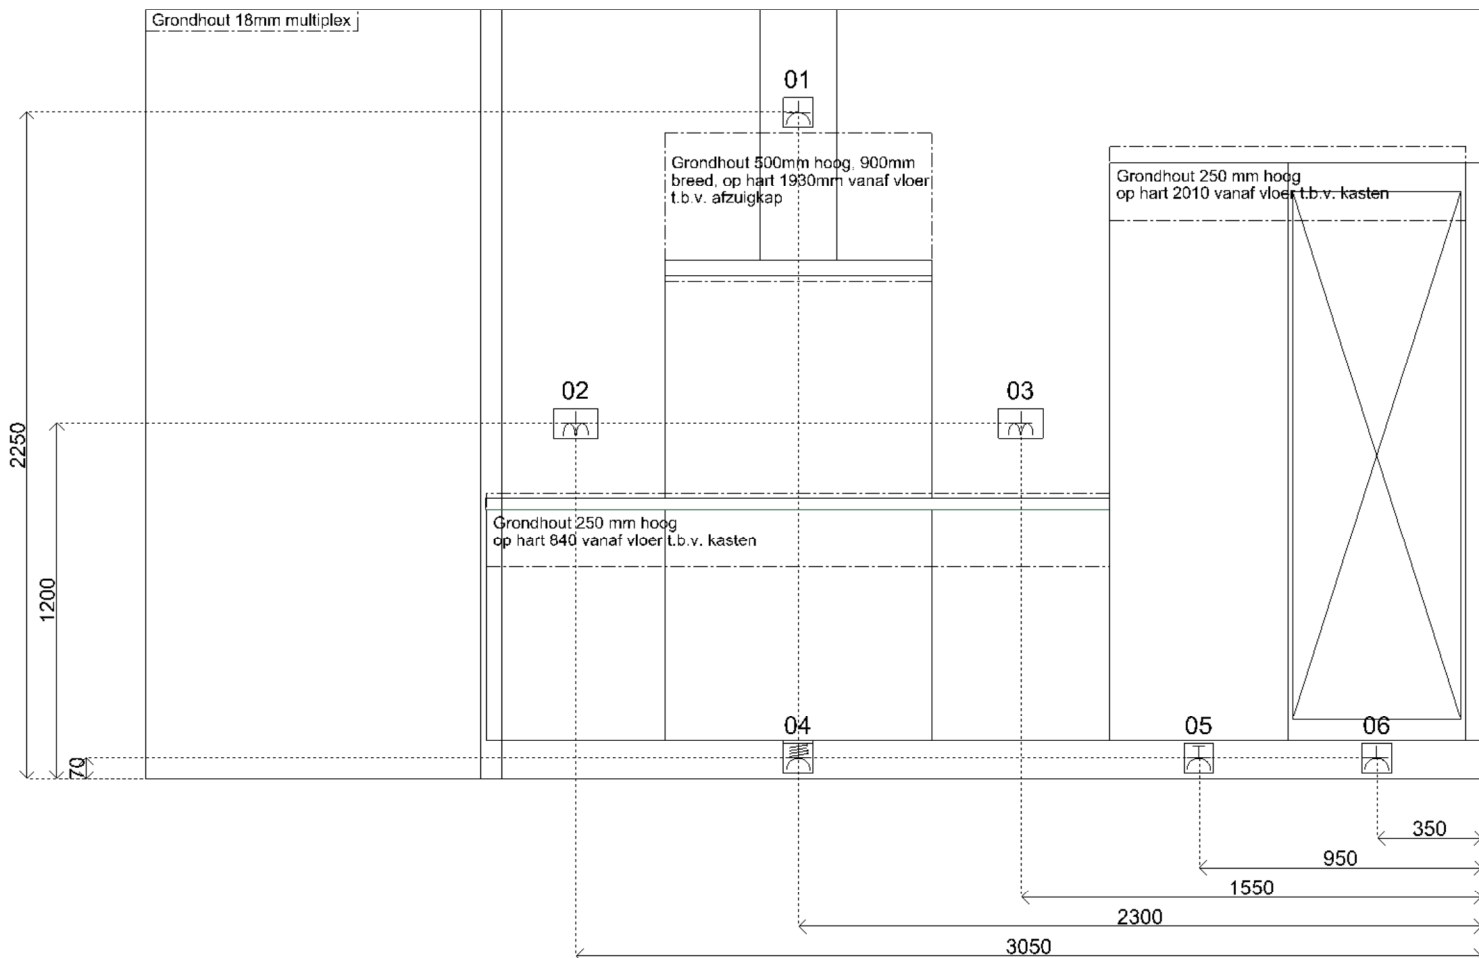 Grondhout 18mm multiplex
01
Grondhout 500mm hoog, 900mm
breed, op hart 1930mm vanaf vloer
t.b.v. afzuigkap
Grondhout 250 mm hoog
op hart 2010 vanaf vloer t.b.v. kasten
02
03
2250
Grondhout 250 mm hoog
op hart 840 vanaf vloer t.b.v. kasten
1200
04
05
06
70
350
950
1550
2300
3050